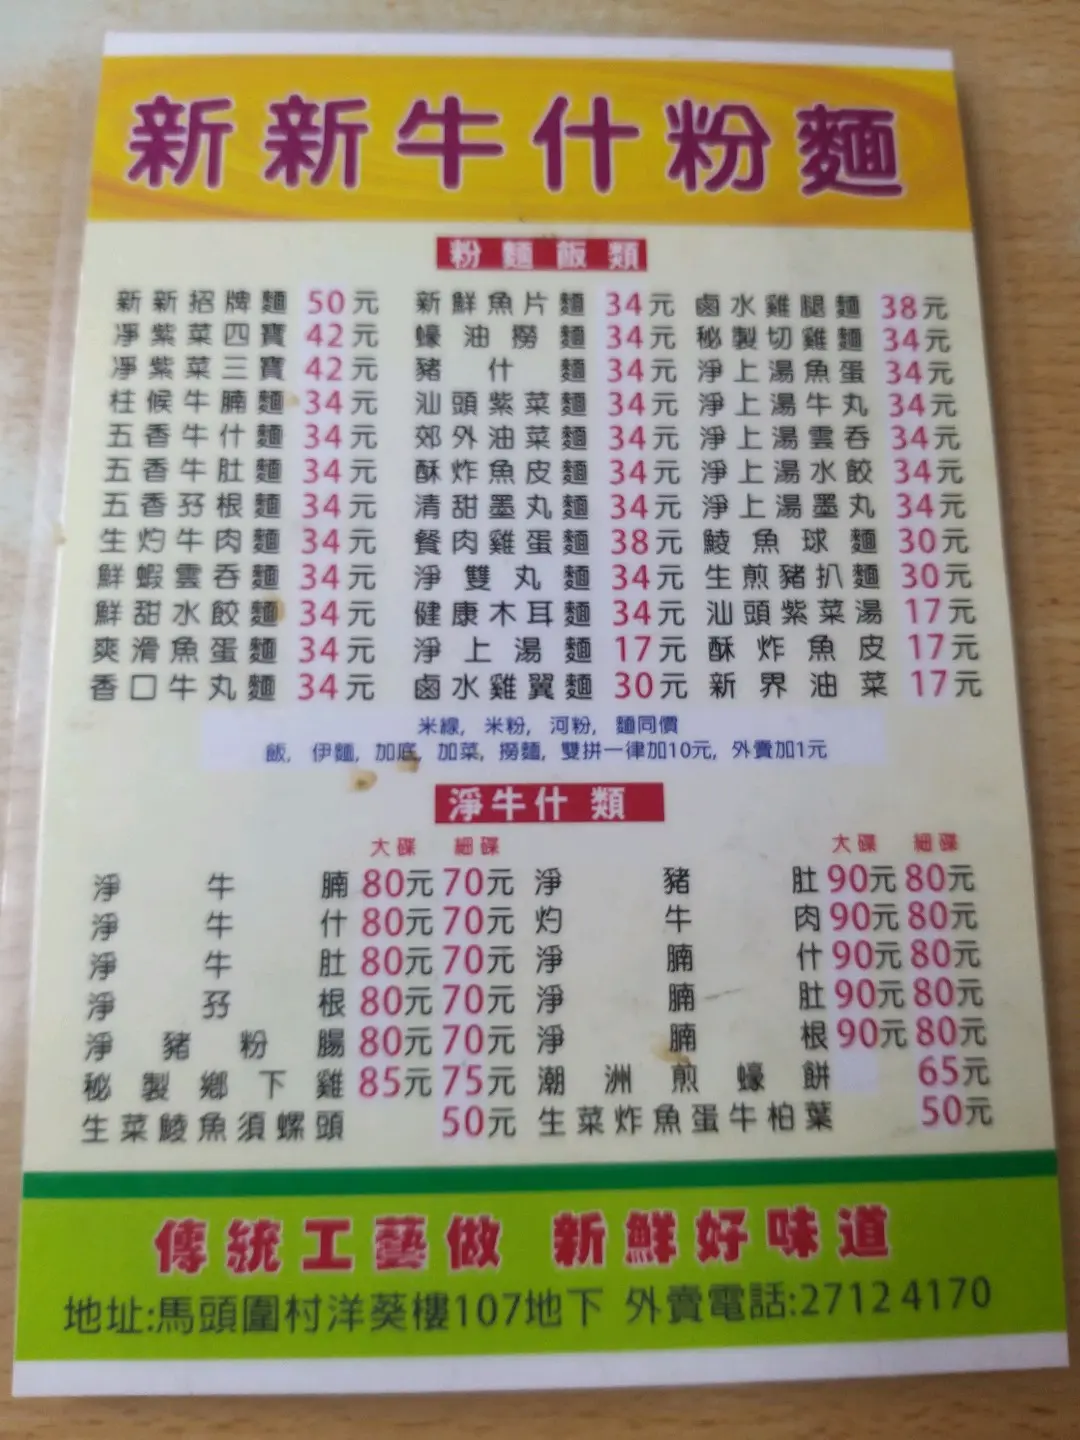 新新牛什粉麵
粉麵飯類
新新招牌麵 50元 新鮮魚片麵 34元 鹵水雞腿麵 38元
凈紫菜四寶 42元 蠔油撈麵 34元 秘製切雞麵 34元
凈紫菜三寶 42元 豬什麵 34元 淨上湯魚蛋 34元
柱候牛腩麵 34元 汕頭紫菜麵 34元 淨上湯牛丸 34元
五香牛什麵 34元 郊外油菜麵 34元 淨上湯雲吞 34元
五香牛肚麵 34元 酥炸魚皮麵 34元 淨上湯水餃 34元
五香孖根麵 34元 清甜墨丸麵 34元 淨上湯墨丸 34元
生灼牛肉麵 34元 餐肉雞蛋麵 38元 鯪魚球麵 30元
鮮蝦雲吞麵 34元 淨雙丸麵 34元 生煎豬扒麵 30元
鮮甜水餃麵 34元 健康木耳麵 34元 汕頭紫菜湯 17元
爽滑魚蛋麵 34元 淨上湯麵 17元 酥炸魚皮 17元
香口牛丸麵 34元 鹵水雞翼麵 30元 新界油菜 17元
米線, 米粉, 河粉, 麵同價
飯, 伊麵, 加底, 加菜, 撈麵, 雙拼一律加10元, 外賣加1元
淨牛什類
大碟 細碟 大碟 細碟
淨牛腩 80元 70元 淨豬肚 90元 80元
淨牛什 80元 70元 灼牛肉 90元 80元
淨牛肚 80元 70元 淨腩什 90元 80元
淨孖根 80元 70元 淨腩肚 90元 80元
淨豬粉腸 80元 70元 淨腩根 90元 80元
秘製鄉下雞 85元 75元 潮洲煎蠔餅 65元
生菜鯪魚須螺頭 50元 生菜炸魚蛋牛柏葉 50元
傳統工藝做 新鮮好味道
地址:馬頭圍村洋葵樓107地下 外賣電話:2712 4170